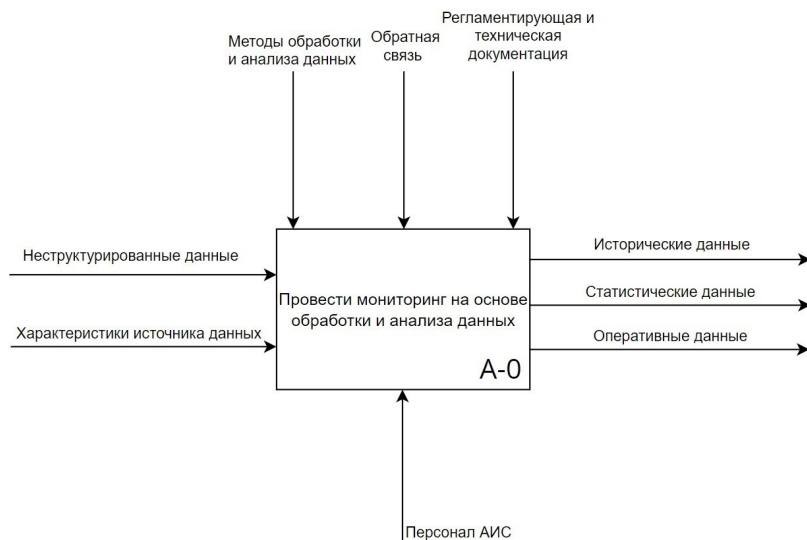 Регламентирующая и
техническая
документация
Методы обработки
и анализа данных
Обратная
связь
Неструктурированные данные
Характеристики источника данных
Провести мониторинг на основе
обработки и анализа данных
А-0
Исторические данные
Статистические данные
Оперативные данные
Персонал АИС